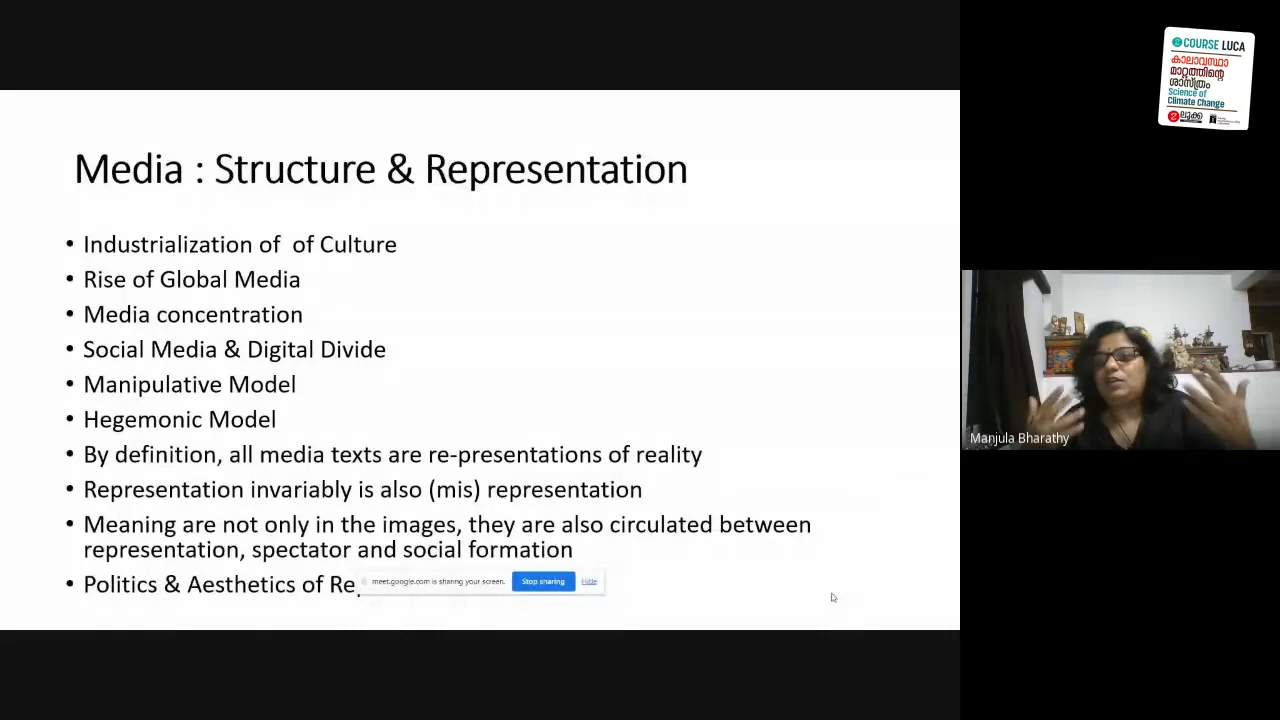 Media : Structure & Representation
• Industrialization of  of Culture
• Rise of Global Media
• Media concentration
• Social Media & Digital Divide
• Manipulative Model
• Hegemonic Model
• By definition, all media texts are re-presentations of reality
• Representation invariably is also (mis) representation
• Meaning are not only in the images, they are also circulated between
representation, spectator and social formation
• Politics & Aesthetics of Re
meet.google.com is sharing your screen. Stop sharing Hide
COURSE LUCA
കാലാവസ്ഥാ
മാറ്റത്തിന്റെ
ശാസ്ത്രം
Science of
Climate Change
ലൂക്ക
Manjula Bharathy